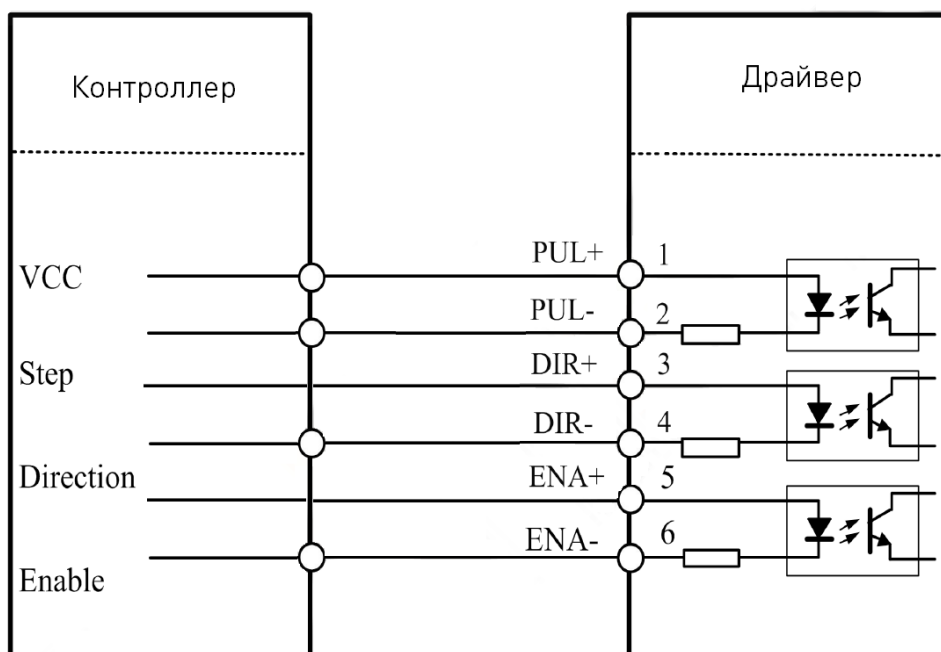 Контроллер
Драйвер
VCC
Step
Direction
Enable
PUL+ 1
PUL- 2
DIR+ 3
DIR- 4
ENA+ 5
ENA- 6